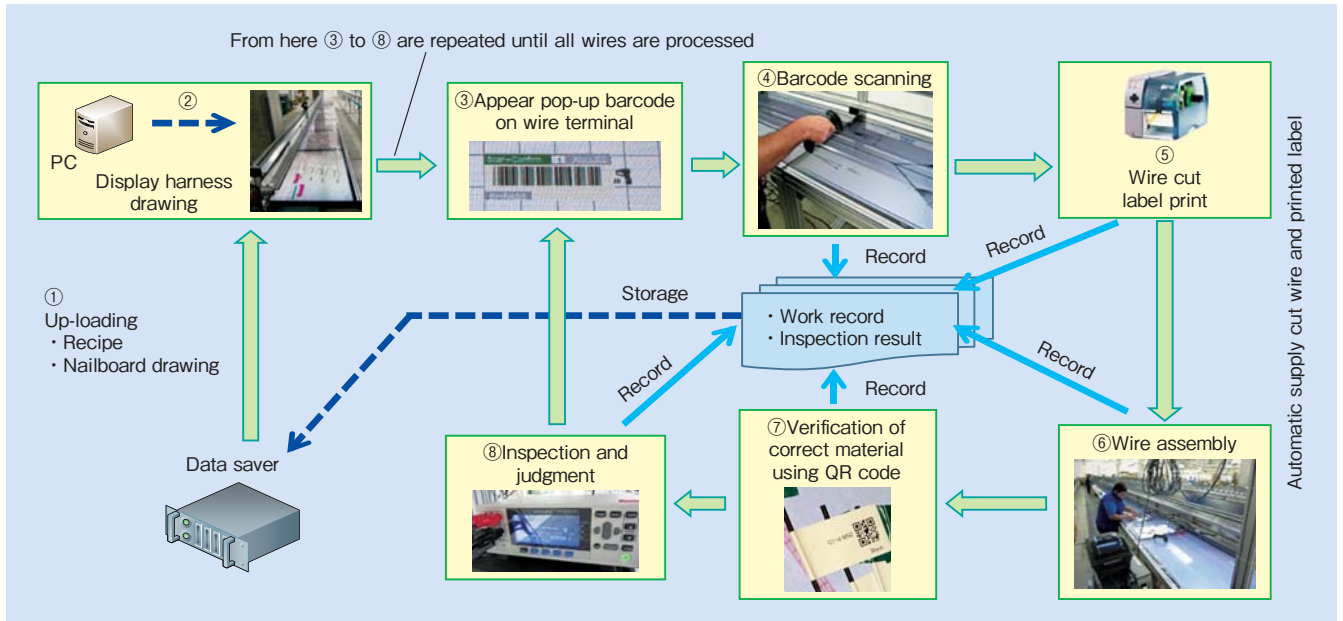 From here ③ to ⑧ are repeated until all wires are processed
②
PC
Display harness
drawing
③Appear pop-up barcode
on wire terminal
Scan→Confirm
④Barcode scanning
⑤
Wire cut
label print
Automatic supply cut wire and printed label
Record
Record
Storage
・Work record
・Inspection result
①
Up-loading
・Recipe
・Nailboard drawing
Record
Record
Record
Data saver
⑧Inspection and
judgment
⑦Verification of
correct material
using QR code
Black
⑥Wire assembly